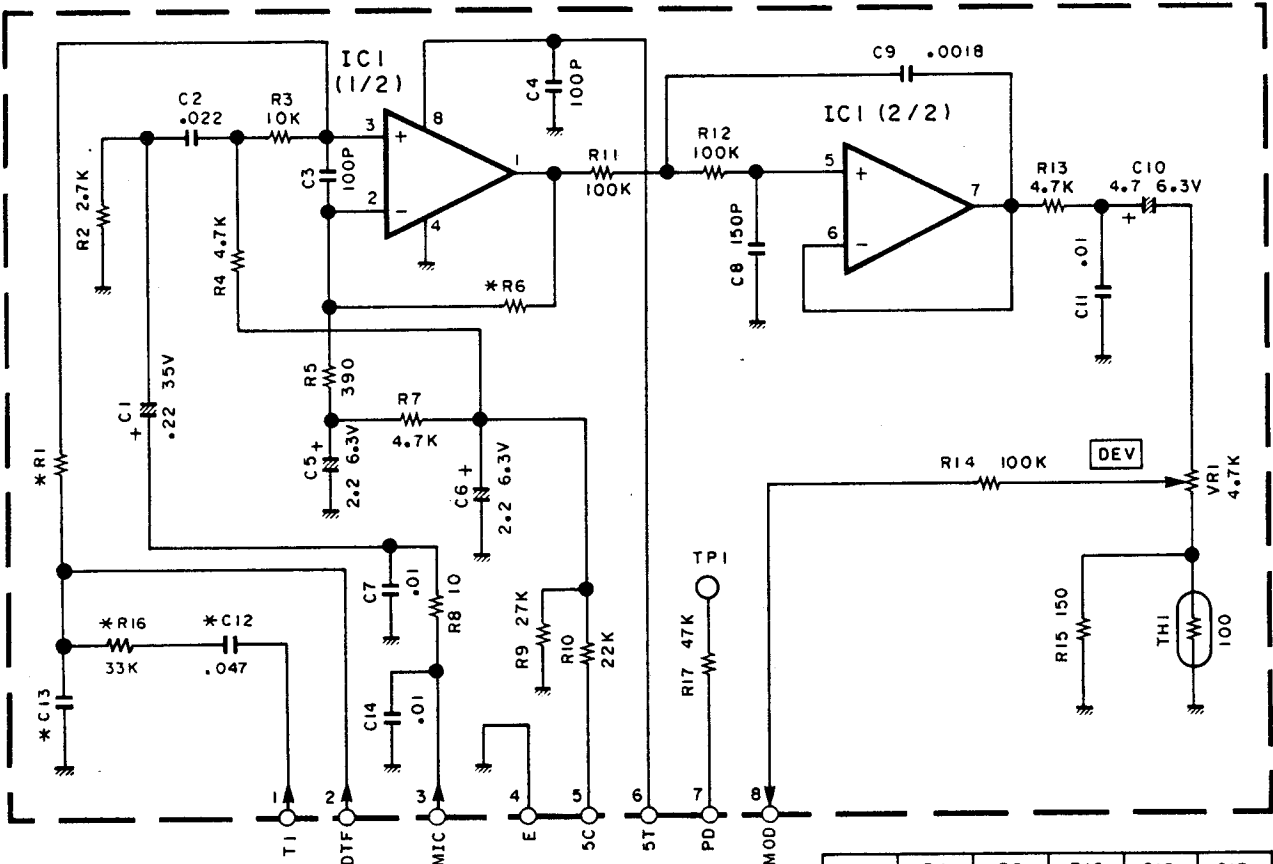 IC1
(1/2)
C2
.022
R3
10K
C4
100P
C9 .0018
IC1 (2/2)
3
+
8
2
−
4
1
C3
100P
R2 2.7K
R4 4.7K
R11
100K
R12
100K
5
+
6
−
7
R13
4.7K
C10
4.7 6.3V
+
C8 150P
C11 .01
*R6
R5
390
C1
+
.22 35V
R7
4.7K
*R1
C5 +
2.2 6.3V
C6 +
2.2 6.3V
R14 100K
DEV
VR1
4.7K
TP1
C7
.01
R8 10
*R16
33K
*C12
.047
R9 27K
R10
22K
R17 47K
R15 150
TH1
100
*C13
C14
.01
1
2
3
4
5
6
7
8
T1
DTF
MIC
E
5C
5T
PD
MOD